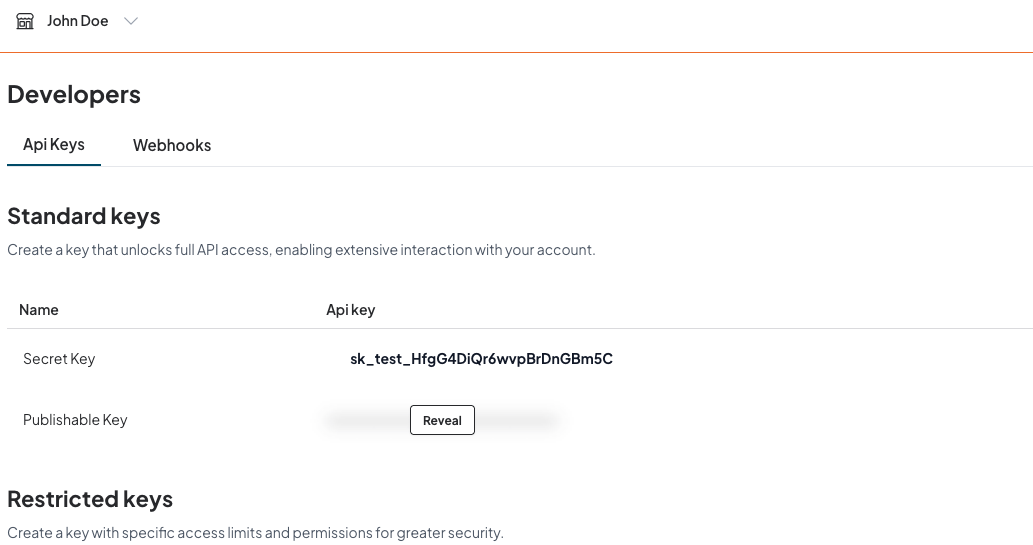 John Doe
Developers
Api Keys Webhooks
Standard keys
Create a key that unlocks full API access, enabling extensive interaction with your account.
Name Api key
Secret Key sk_test_HfgG4DiQr6wvpBrDnGBm5C
Publishable Key Reveal
Restricted keys
Create a key with specific access limits and permissions for greater security.